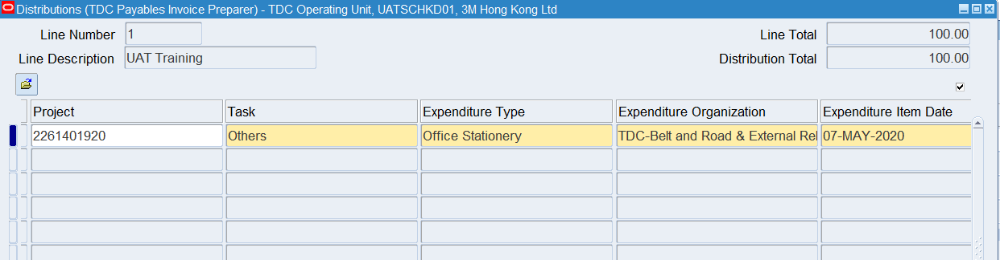 Distributions (TDC Payables Invoice Preparer) - TDC Operating Unit, UATSCHKD01, 3M Hong Kong Ltd
Line Number 1 Line Total 100.00
Line Description UAT Training Distribution Total 100.00
Project Task Expenditure Type Expenditure Organization Expenditure Item Date
2261401920 Others Office Stationery TDC-Belt and Road & External Rel 07-MAY-2020